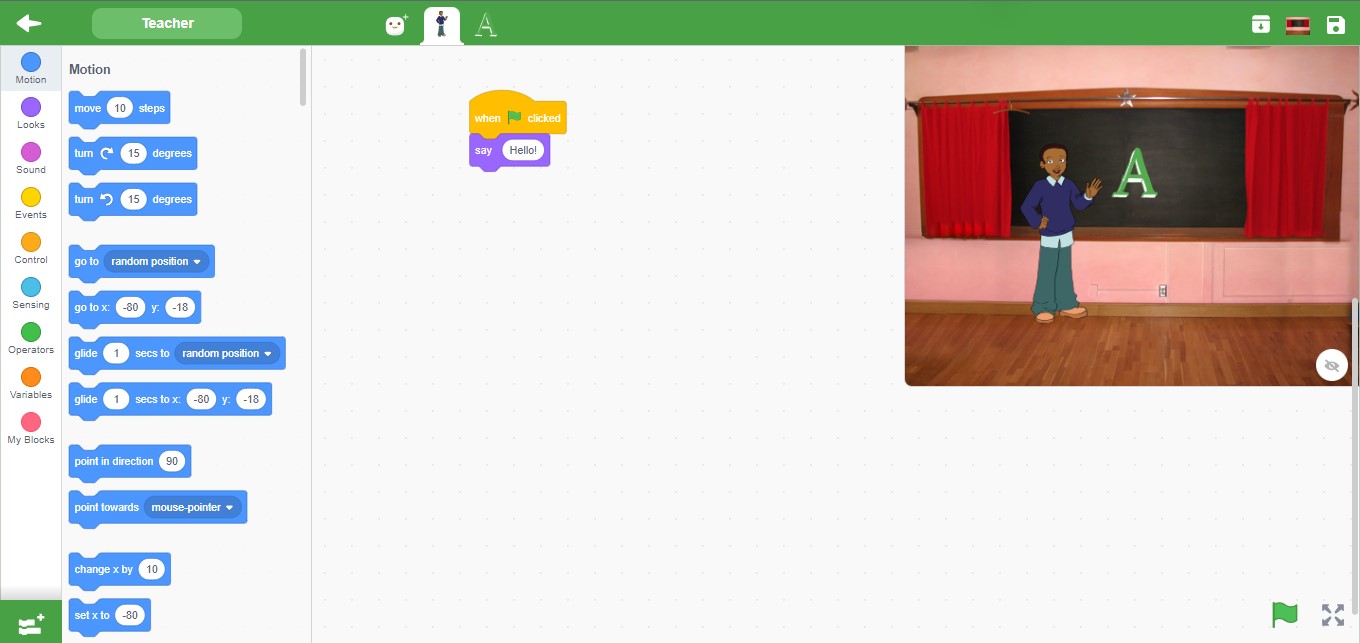 Teacher
A
Motion
Looks
Sound
Events
Control
Sensing
Operators
Variables
My Blocks
Motion
move 10 steps
turn 15 degrees
turn 15 degrees
go to random position
go to x: -80 y: -18
glide 1 secs to random position
glide 1 secs to x: -80 y: -18
point in direction 90
point towards mouse-pointer
change x by 10
set x to -80
when clicked
say Hello!
A